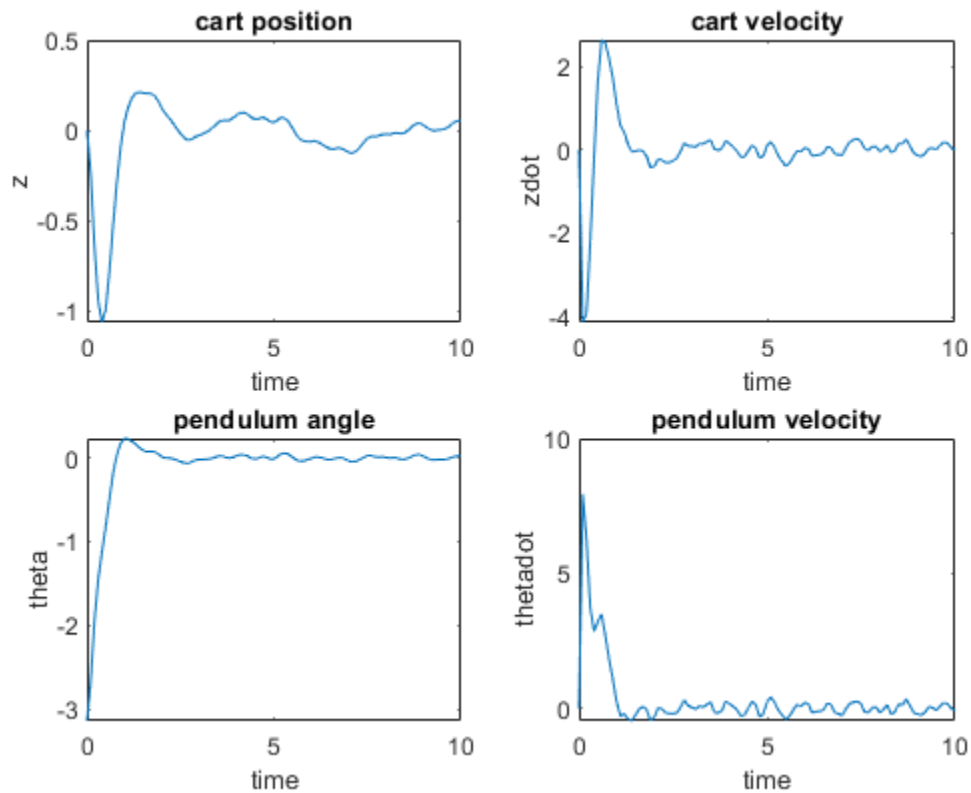 cart position
0.5
0
-0.5
-1
z
0
5
10
time
cart velocity
2
0
-2
-4
zdot
0
5
10
time
pendulum angle
0
-1
-2
-3
theta
0
5
10
time
pendulum velocity
10
5
0
thetadot
0
5
10
time